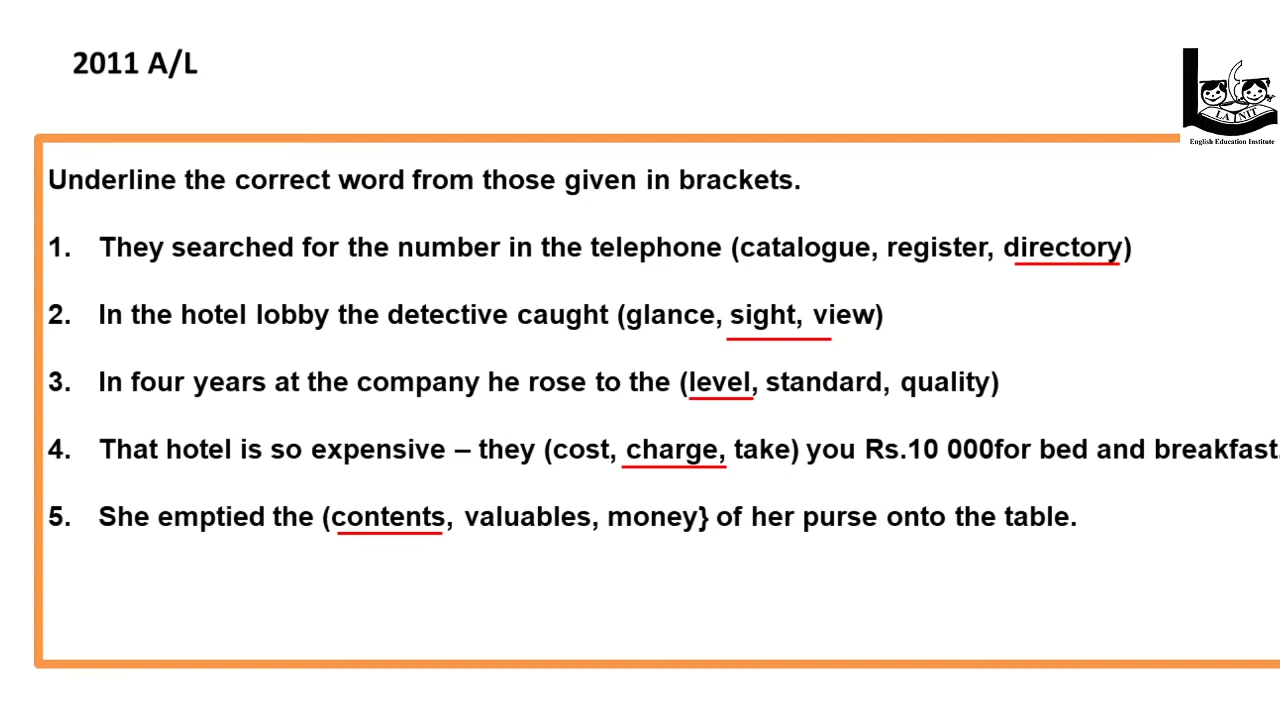 2011 A/L
LA NIT
English Education Institute
Underline the correct word from those given in brackets.
1. They searched for the number in the telephone (catalogue, register, directory)
2. In the hotel lobby the detective caught (glance, sight, view)
3. In four years at the company he rose to the (level, standard, quality)
4. That hotel is so expensive – they (cost, charge, take) you Rs.10 000for bed and breakfast.
5. She emptied the (contents, valuables, money} of her purse onto the table.